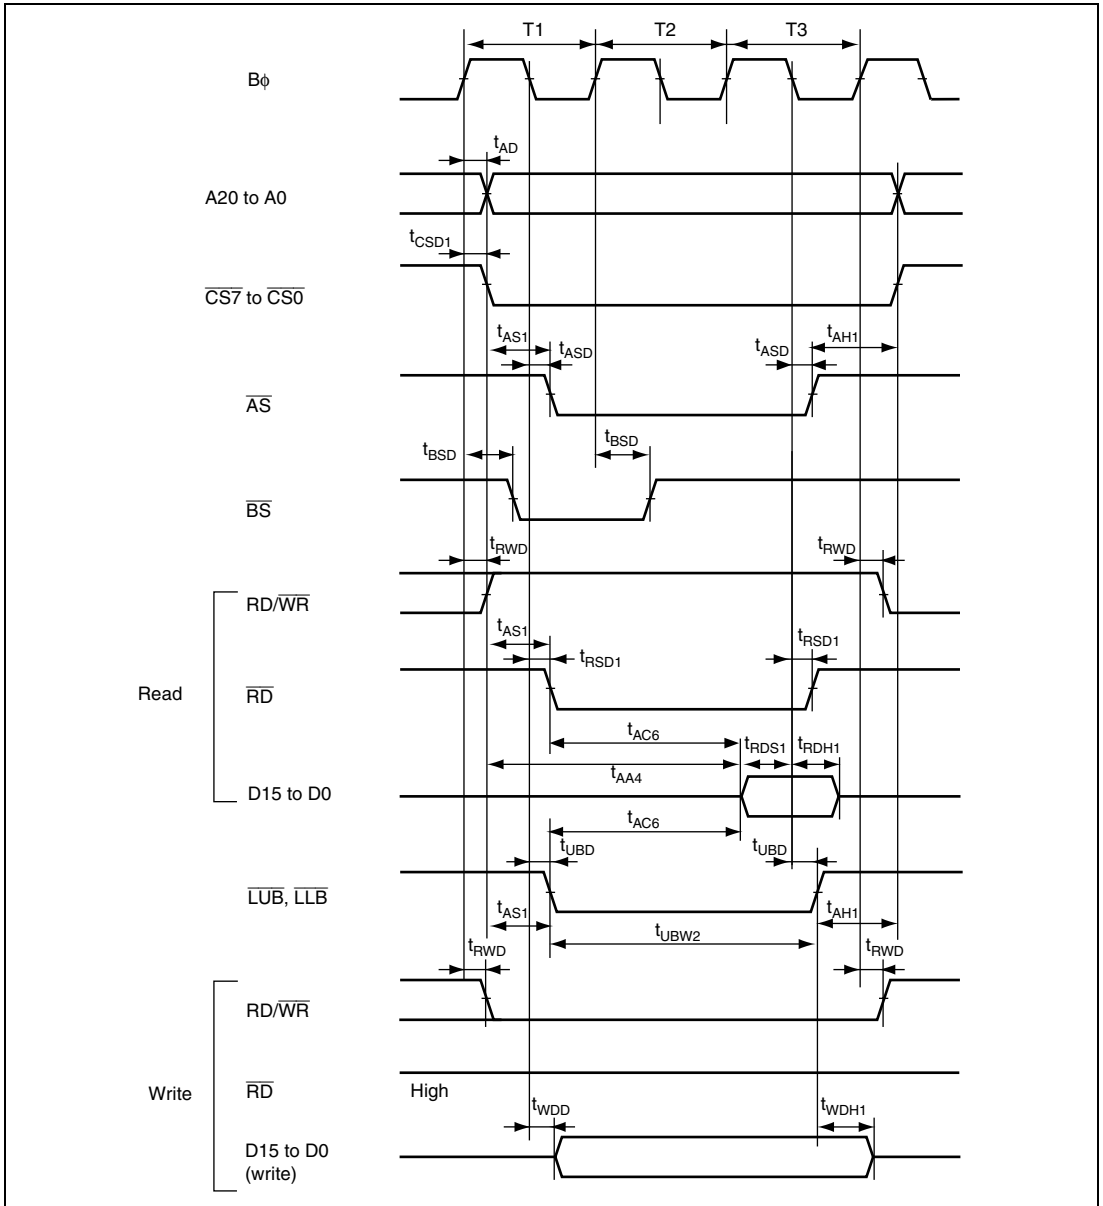 T1 T2 T3
Bφ
tAD
A20 to A0
tCSD1
CS7 to CS0
tAS1 tASD tASD tAH1
AS
tBSD tBSD
BS
tRWD tRWD
RD/WR
tAS1 tRSD1 tRSD1
Read
RD
tAC6 tRDS1 tRDH1
tAA4
D15 to D0
tAC6
tUBD tUBD
LUB, LLB
tAS1 tAH1
tUBW2
tRWD tRWD
RD/WR
Write
RD High
tWDD tWDH1
D15 to D0
(write)